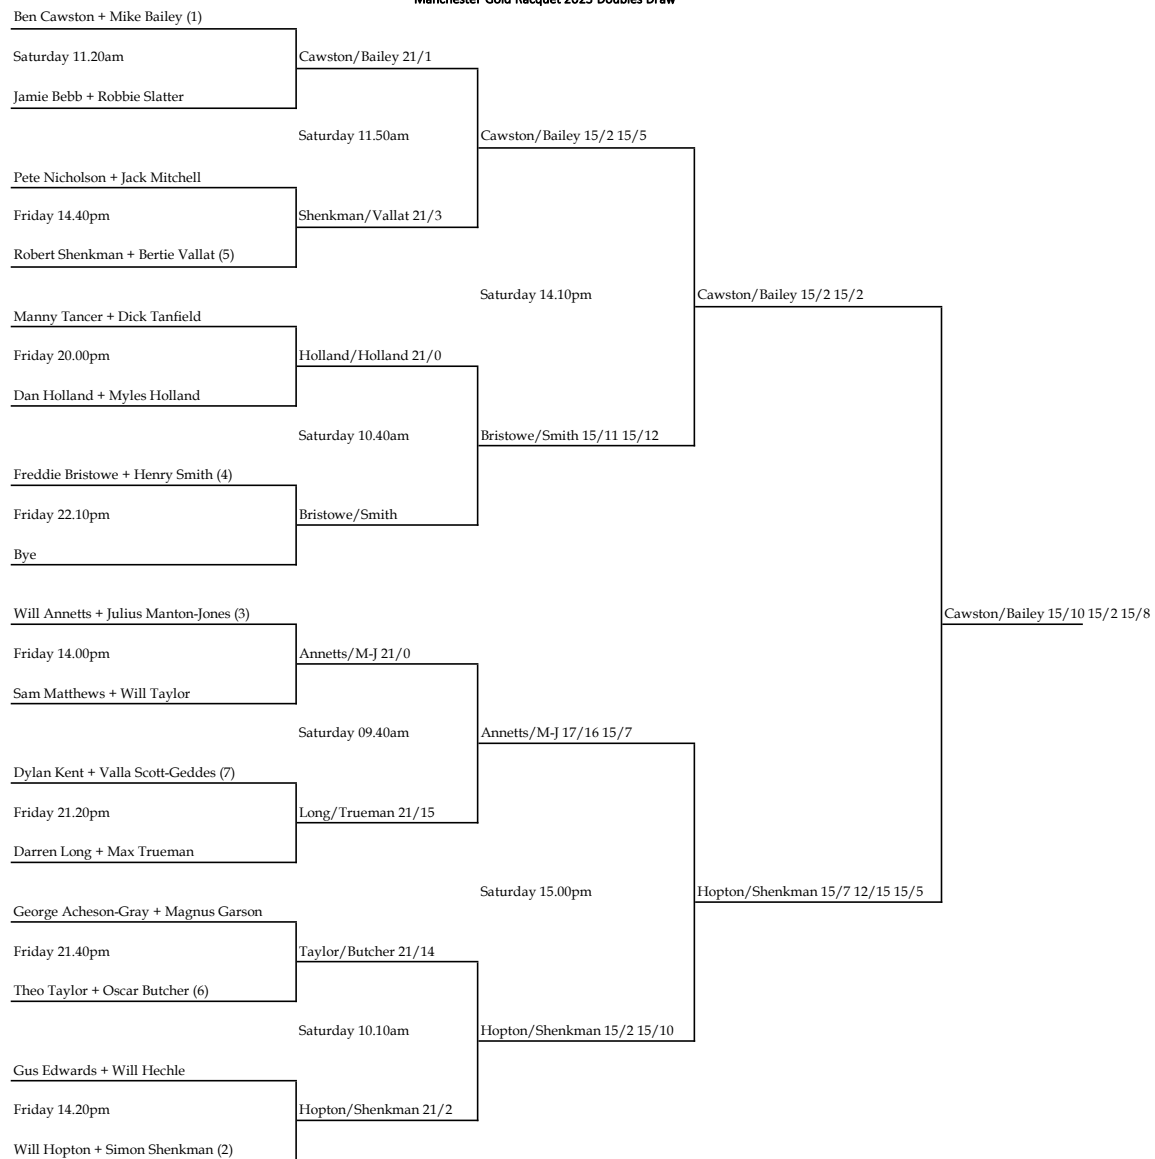 Manchester Gold Racquet 2023 Doubles Draw
Ben Cawston + Mike Bailey (1)
Saturday 11.20am
Cawston/Bailey 21/1
Jamie Bebb + Robbie Slatter
Saturday 11.50am
Cawston/Bailey 15/2 15/5
Pete Nicholson + Jack Mitchell
Friday 14.40pm
Shenkman/Vallat 21/3
Robert Shenkman + Bertie Vallat (5)
Saturday 14.10pm
Cawston/Bailey 15/2 15/2
Manny Tancer + Dick Tanfield
Friday 20.00pm
Holland/Holland 21/0
Dan Holland + Myles Holland
Saturday 10.40am
Bristowe/Smith 15/11 15/12
Freddie Bristowe + Henry Smith (4)
Friday 22.10pm
Bristowe/Smith
Bye
Will Annetts + Julius Manton-Jones (3)
Cawston/Bailey 15/10 15/2 15/8
Friday 14.00pm
Annetts/M-J 21/0
Sam Matthews + Will Taylor
Saturday 09.40am
Annetts/M-J 17/16 15/7
Dylan Kent + Valla Scott-Geddes (7)
Friday 21.20pm
Long/Trueman 21/15
Darren Long + Max Trueman
Saturday 15.00pm
Hopton/Shenkman 15/7 12/15 15/5
George Acheson-Gray + Magnus Garson
Friday 21.40pm
Taylor/Butcher 21/14
Theo Taylor + Oscar Butcher (6)
Saturday 10.10am
Hopton/Shenkman 15/2 15/10
Gus Edwards + Will Hechle
Friday 14.20pm
Hopton/Shenkman 21/2
Will Hopton + Simon Shenkman (2)